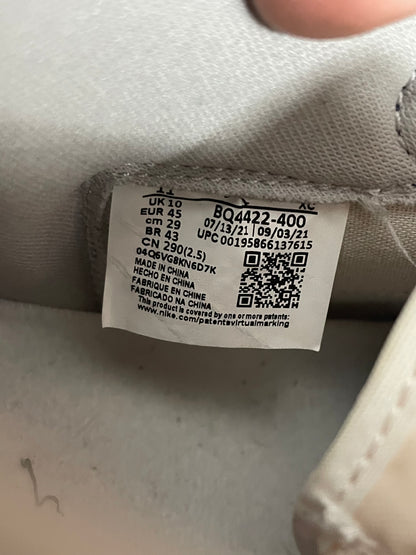 11
UK 10
EUR 45
cm 29
BR 43
CN 290(2.5)
04Q6VG8KN6D7K
XC
BQ4422-400
07/13/21 | 09/03/21
UPC 00195866137615
MADE IN CHINA
HECHO EN CHINA
FABRIQUE EN CHINE
FABRICADO NA CHINA
This product is covered by one or more patents.
www.nike.com/patentsvirtualmarking